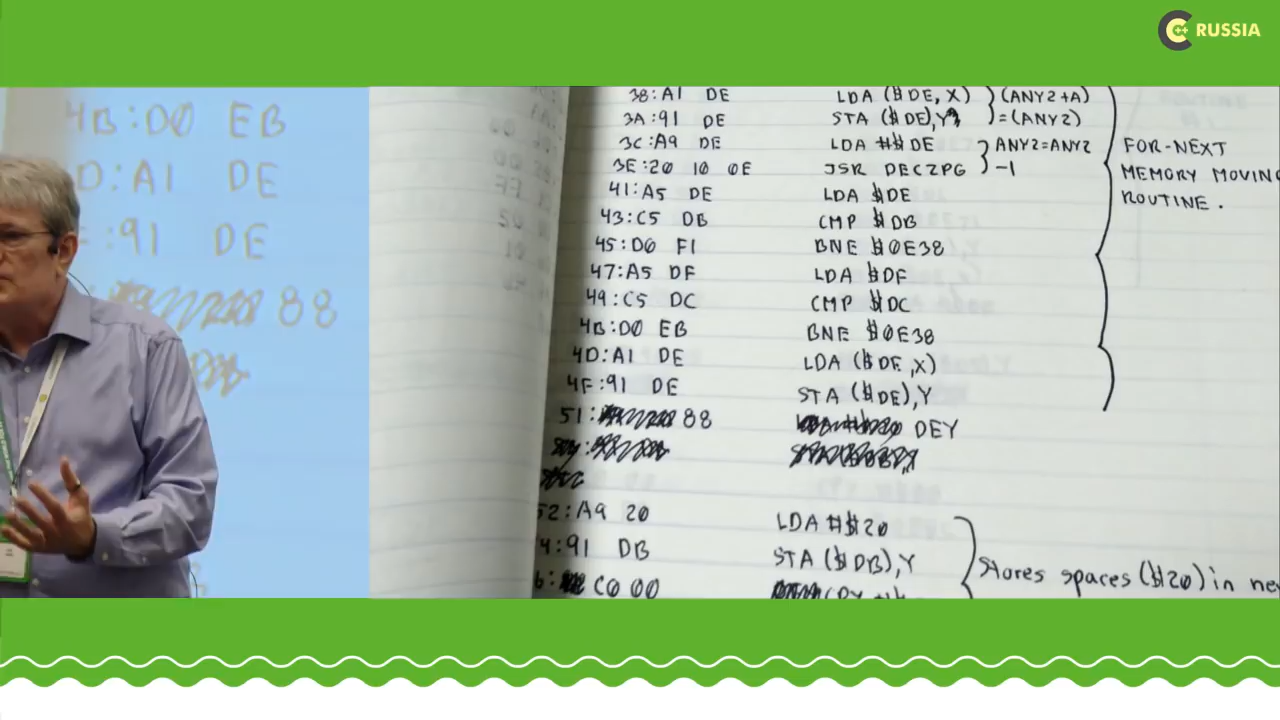 C++ RUSSIA
4B:D0 EB
D:A1 DE
:91 DE
88
38:A1 DE LDA ($DE,X) (ANY2+A)
3A:91 DE STA ($DE),Y =(ANY2)
3C:A9 DE LDA #$DE ANY2=ANY2
3E:20 10 0E JSR DECZPG -1
41:A5 DE LDA $DE
43:C5 DB CMP $DB
45:D0 F1 BNE $0E38
47:A5 DF LDA $DF
49:C5 DC CMP $DC
4B:D0 EB BNE $0E38
4D:A1 DE LDA ($DE,X)
4F:91 DE STA ($DE),Y
51: 88 DEY
52:A9 20 LDA #$20
4:91 DB STA ($DB),Y
C0 00 CPY
FOR-NEXT
MEMORY MOVING
ROUTINE.
Stores spaces ($20) in